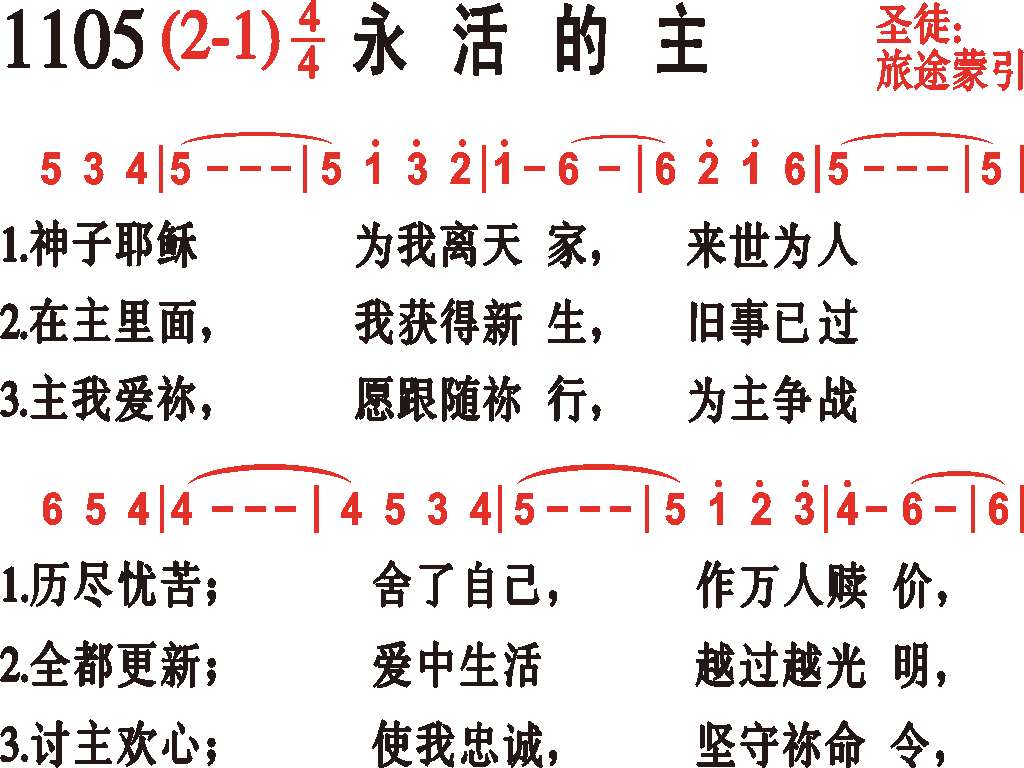 1105 (2-1) 4/4 永活的主
圣徒：
旅途蒙引
5 3 4 | 5 - - - | 5 1̇ 3̇ 2̇ | 1̇ - 6 - | 6 2̇ 1̇ 6 | 5 - - - | 5 |
1.神子耶稣 为我离天家， 来世为人
2.在主里面， 我获得新生， 旧事已过
3.主我爱祢， 愿跟随祢行， 为主争战
6 5 4 | 4 - - - | 4 5 3 4 | 5 - - - | 5 1̇ 2̇ 3̇ | 4̇ - 6 - | 6 |
1.历尽忧苦； 舍了自己， 作万人赎价，
2.全都更新； 爱中生活 越过越光明，
3.讨主欢心； 使我忠诚， 坚守祢命令，